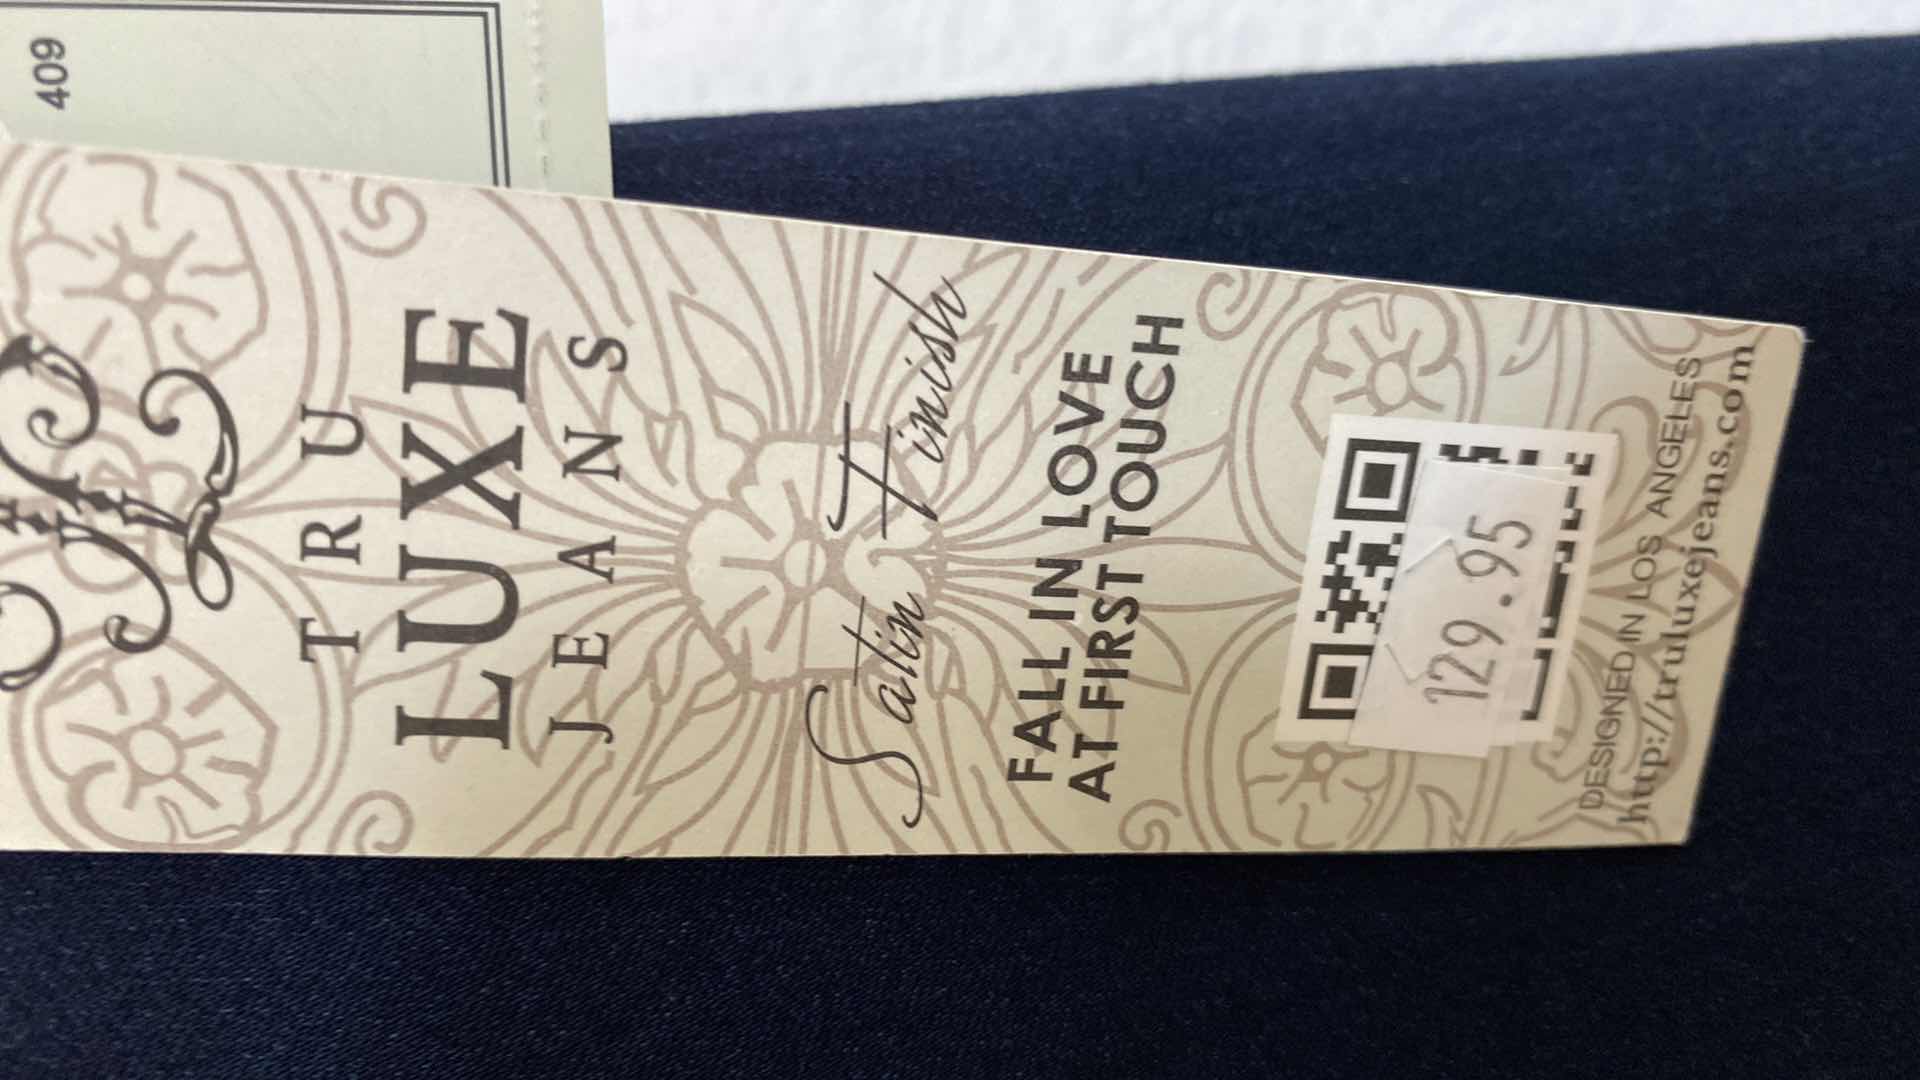 409
TRU
LUXE
JEANS
Satin Finish
FALL IN LOVE
AT FIRST TOUCH
129.95
DESIGNED IN LOS ANGELES
http://truluxejeans.com